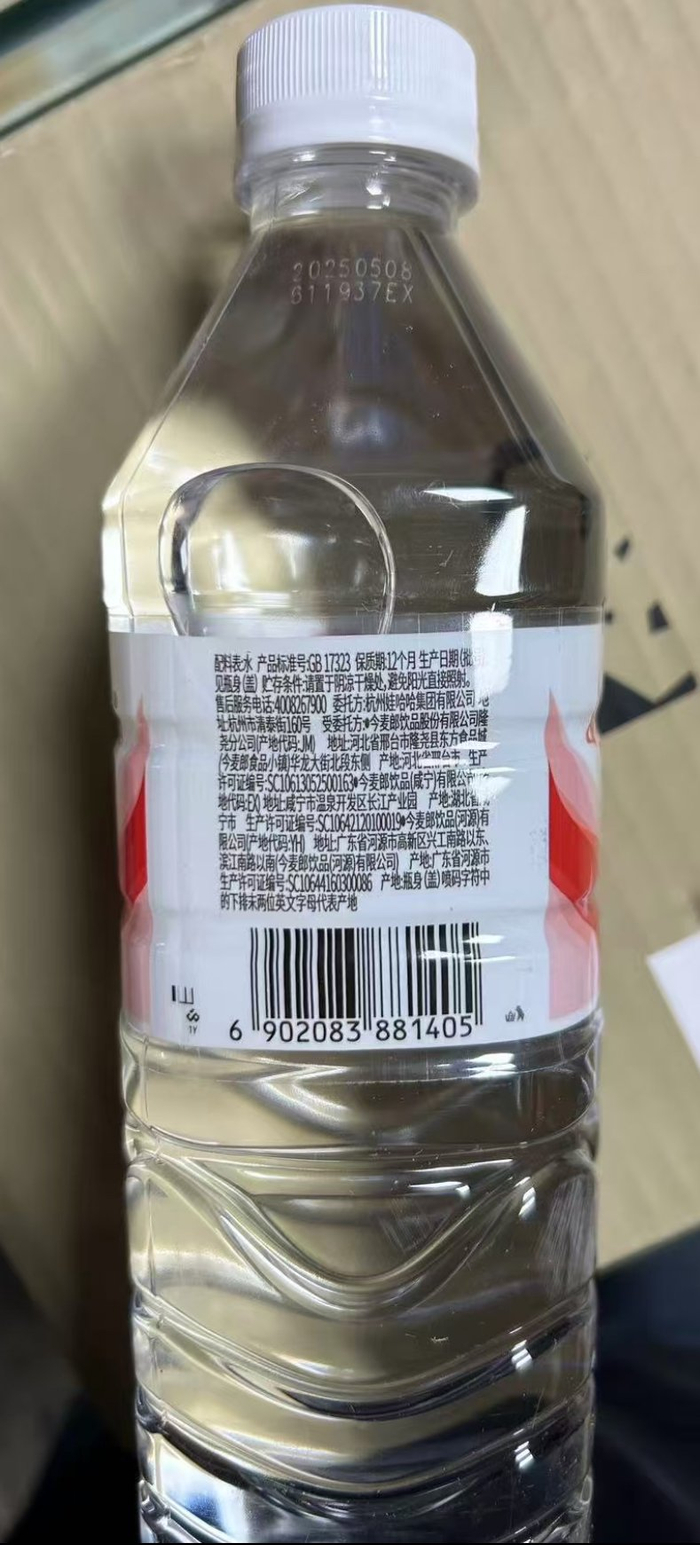 20250508
611937EX
配料表:水 产品标准号:GB 17323 保质期:12个月 生产日期(批
见瓶身(盖) 贮存条件:请置于阴凉干燥处,避免阳光直接照射。
售后服务电话:4008267900 委托方:杭州娃哈哈集团有限公司 地
址:杭州市清泰街160号 受委托方:●今麦郎饮品股份有限公司隆
尧分公司(产地代码:JM) 地址:河北省邢台市隆尧县东方食品城
(今麦郎食品小镇)华龙大街北段东侧 产地:河北省邢台市 生产
许可证编号:SC10613052500163●今麦郎饮品(咸宁)有限公
地代码:EX) 地址:咸宁市温泉开发区长江产业园 产地:湖北省
宁市 生产许可证编号:SC10642120100019●今麦郎饮品(河源)有
限公司(产地代码:YH) 地址:广东省河源市高新区兴工南路以东、
滨江南路以南(今麦郎饮品(河源)有限公司) 产地:广东省河源市
生产许可证编号:SC10644160300086 产地:瓶身(盖)喷码字符中
的下排末两位英文字母代表产地
1Y
6 902083 881405